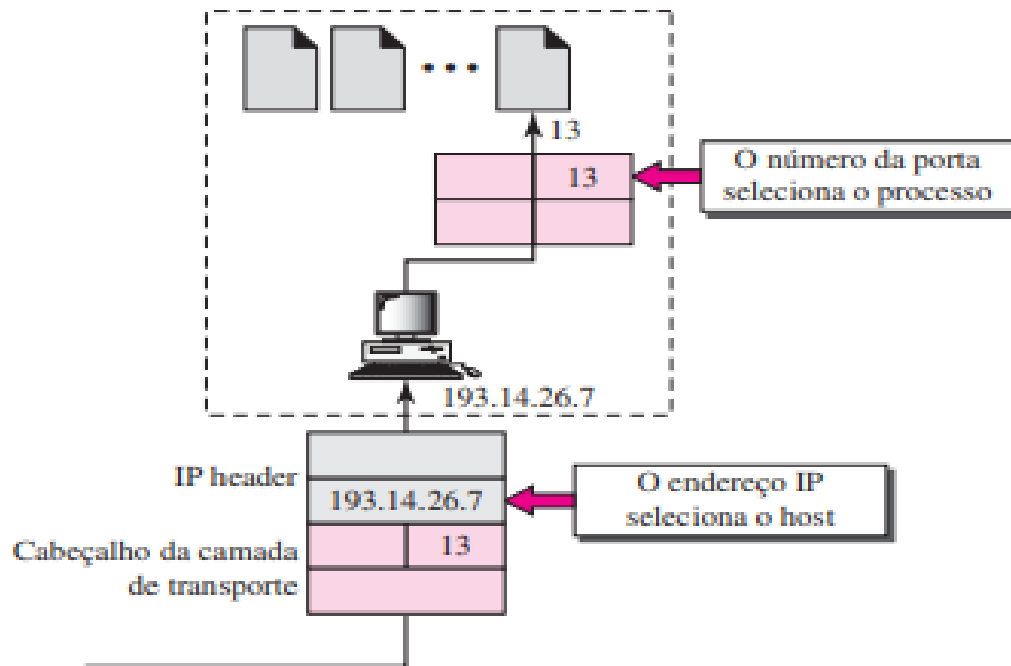 13
13
O número da porta
seleciona o processo
193.14.26.7
IP header
193.14.26.7
O endereço IP
seleciona o host
Cabeçalho da camada
de transporte
13